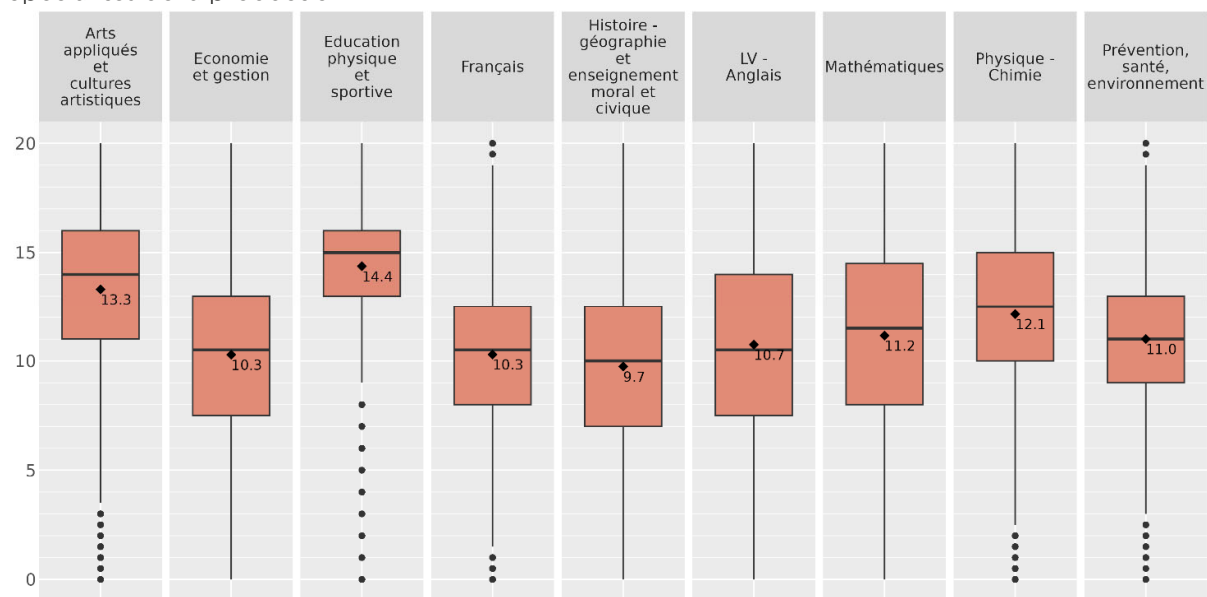 Arts
appliqués
et
cultures
artistiques
Economie
et gestion
Education
physique
et
sportive
Français
Histoire -
géographie
et
enseignement
moral et
civique
LV -
Anglais
Mathématiques
Physique -
Chimie
Prévention,
santé,
environnement
20
15
10
5
0
13.3
10.3
14.4
10.3
9.7
10.7
11.2
12.1
11.0